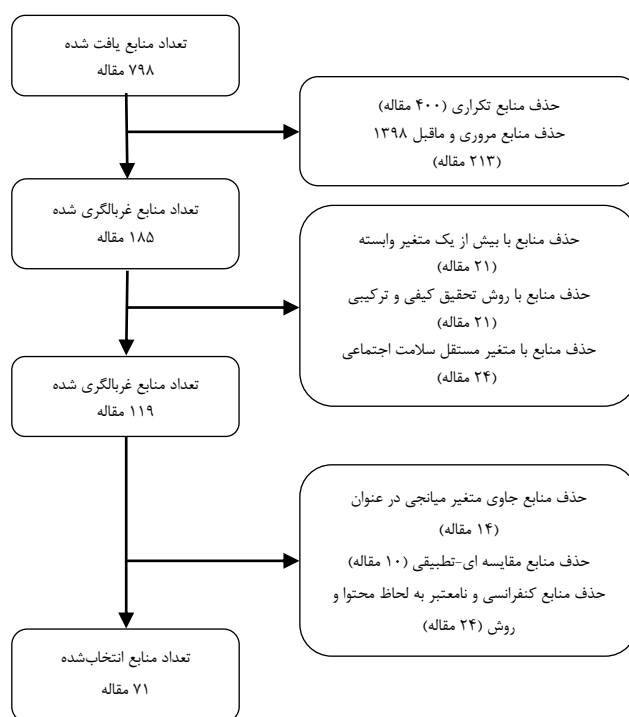 تعداد منابع یافت شده
۷۹۸ مقاله
حذف منابع تکراری (۴۰۰ مقاله)
حذف منابع مروری و ماقبل ۱۳۹۸
(۲۱۳ مقاله)
تعداد منابع غربالگری شده
۱۸۵ مقاله
حذف منابع با بیش از یک متغیر وابسته
(۲۱ مقاله)
حذف منابع با روش تحقیق کیفی و ترکیبی
(۲۱ مقاله)
حذف منابع با متغیر مستقل سلامت اجتماعی
(۲۴ مقاله)
تعداد منابع غربالگری شده
۱۱۹ مقاله
حذف منابع جاوی متغیر میانجی در عنوان
(۱۴ مقاله)
حذف منابع مقایسه ای-تطبیقی (۱۰ مقاله)
حذف منابع کنفرانسی و نامعتبر به لحاظ محتوا و
روش (۲۴ مقاله)
تعداد منابع انتخاب‌شده
۷۱ مقاله